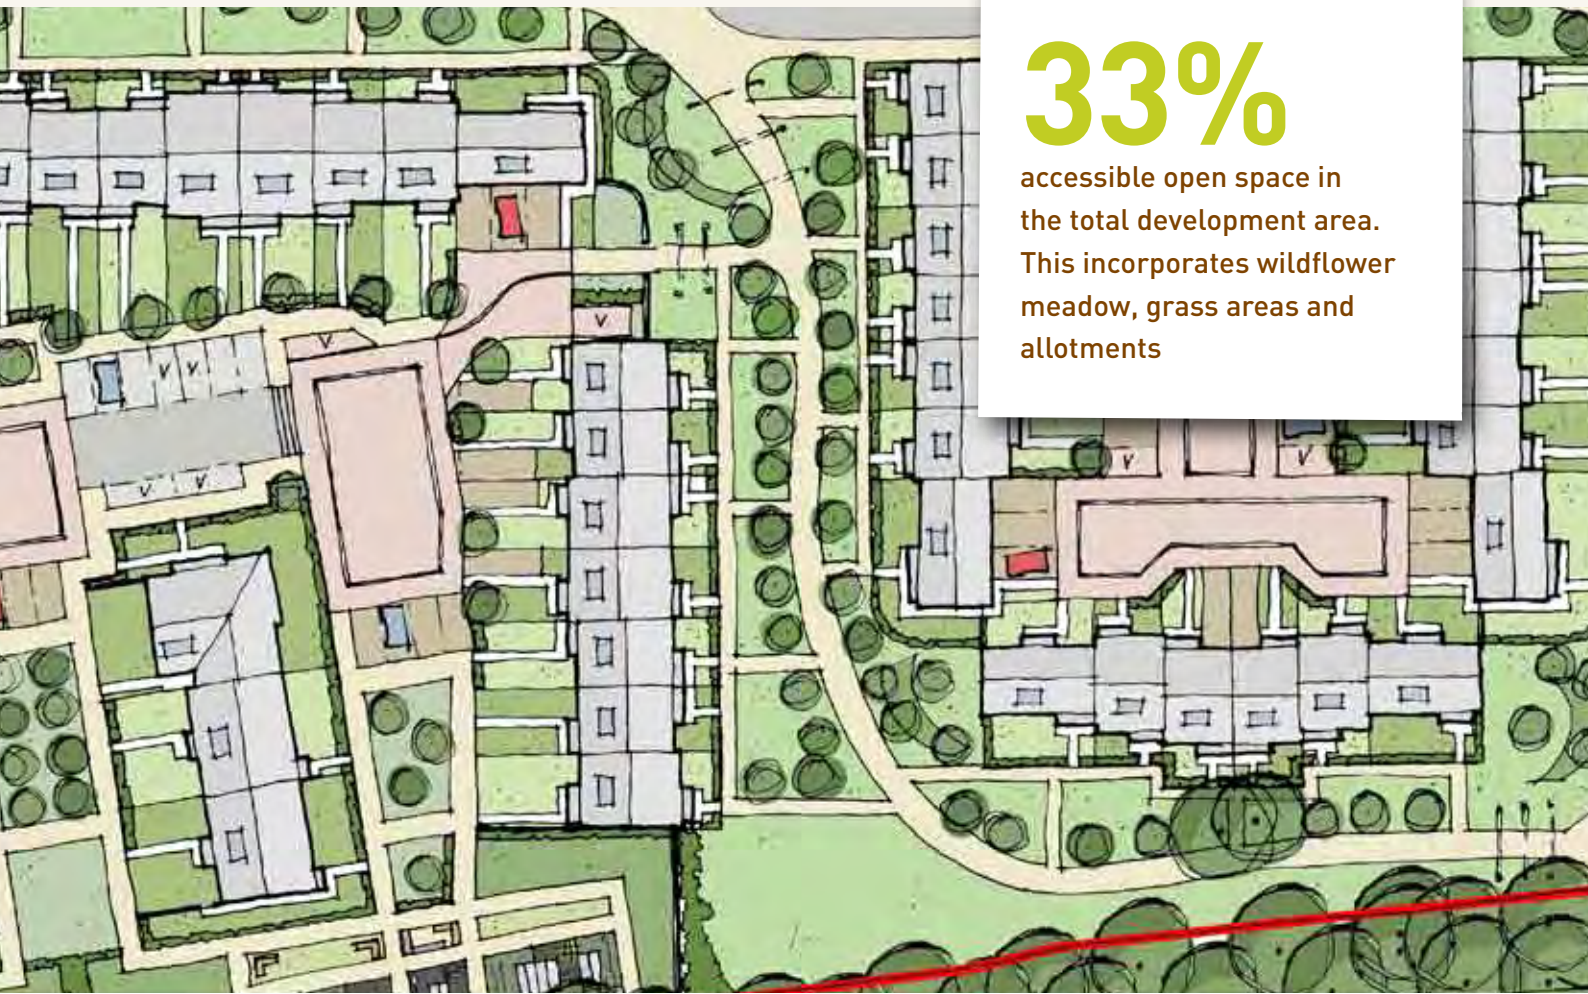 33%
accessible open space in
the total development area.
This incorporates wildflower
meadow, grass areas and
allotments
V
V V
V
V V
V V